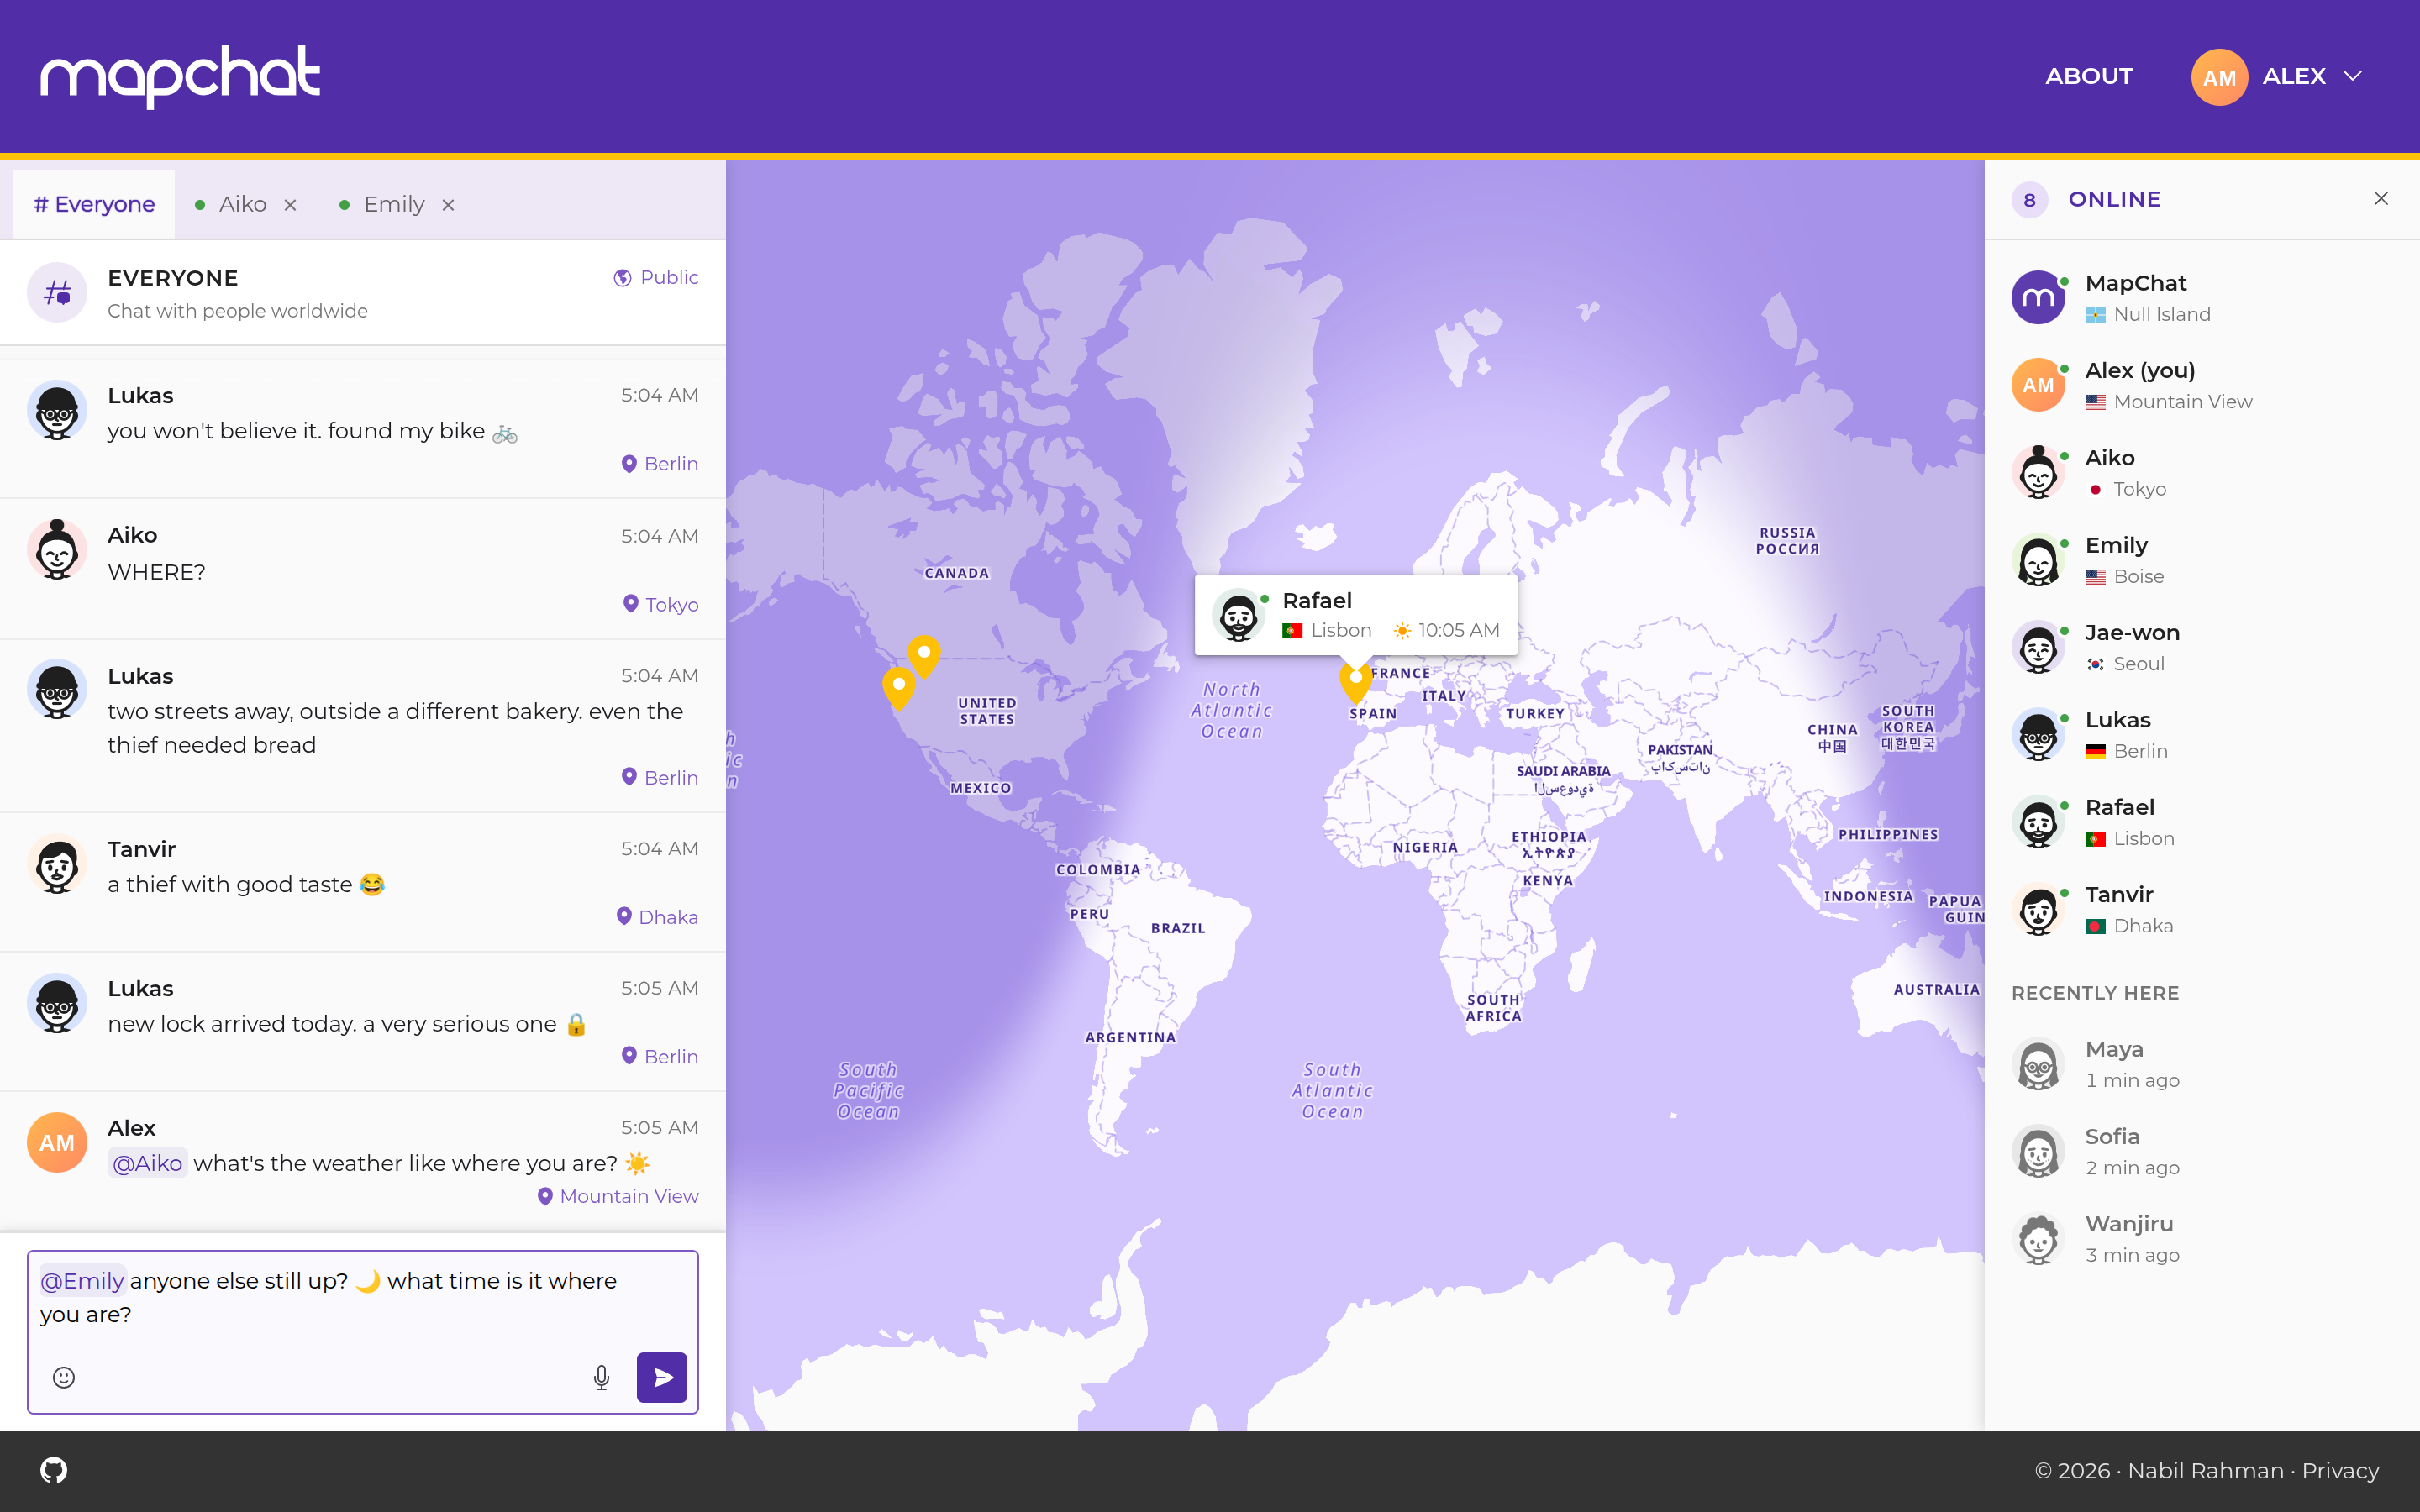 mapchat
ABOUT
AM
ALEX
# Everyone
Aiko
Emily
EVERYONE
Public
Chat with people worldwide
Lukas
5:04 AM
you won't believe it. found my bike 🚲
Berlin
Aiko
5:04 AM
WHERE?
Tokyo
Lukas
5:04 AM
two streets away, outside a different bakery. even the
thief needed bread
Berlin
Tanvir
5:04 AM
a thief with good taste 😂
Dhaka
Lukas
5:05 AM
new lock arrived today. a very serious one 🔒
Berlin
AM
Alex
5:05 AM
@Aiko what's the weather like where you are? ☀️
Mountain View
@Emily anyone else still up? 🌙 what time is it where
you are?
CANADA
UNITED
STATES
MEXICO
North
Atlantic
Ocean
Rafael
Lisbon
10:05 AM
RUSSIA
РОССИЯ
FRANCE
ITALY
SPAIN
TURKEY
CHINA
中国
SOUTH
KOREA
대한민국
PAKISTAN
پاکستان
SAUDI ARABIA
السعودية
ETHIOPIA
ኢትዮጵያ
NIGERIA
KENYA
PHILIPPINES
INDONESIA
PAPUA
GUIN
COLOMBIA
PERU
BRAZIL
SOUTH
AFRICA
AUSTRALIA
ARGENTINA
South
Pacific
Ocean
South
Atlantic
Ocean
8
ONLINE
m
MapChat
Null Island
AM
Alex (you)
Mountain View
Aiko
Tokyo
Emily
Boise
Jae-won
Seoul
Lukas
Berlin
Rafael
Lisbon
Tanvir
Dhaka
RECENTLY HERE
Maya
1 min ago
Sofia
2 min ago
Wanjiru
3 min ago
© 2026 · Nabil Rahman · Privacy